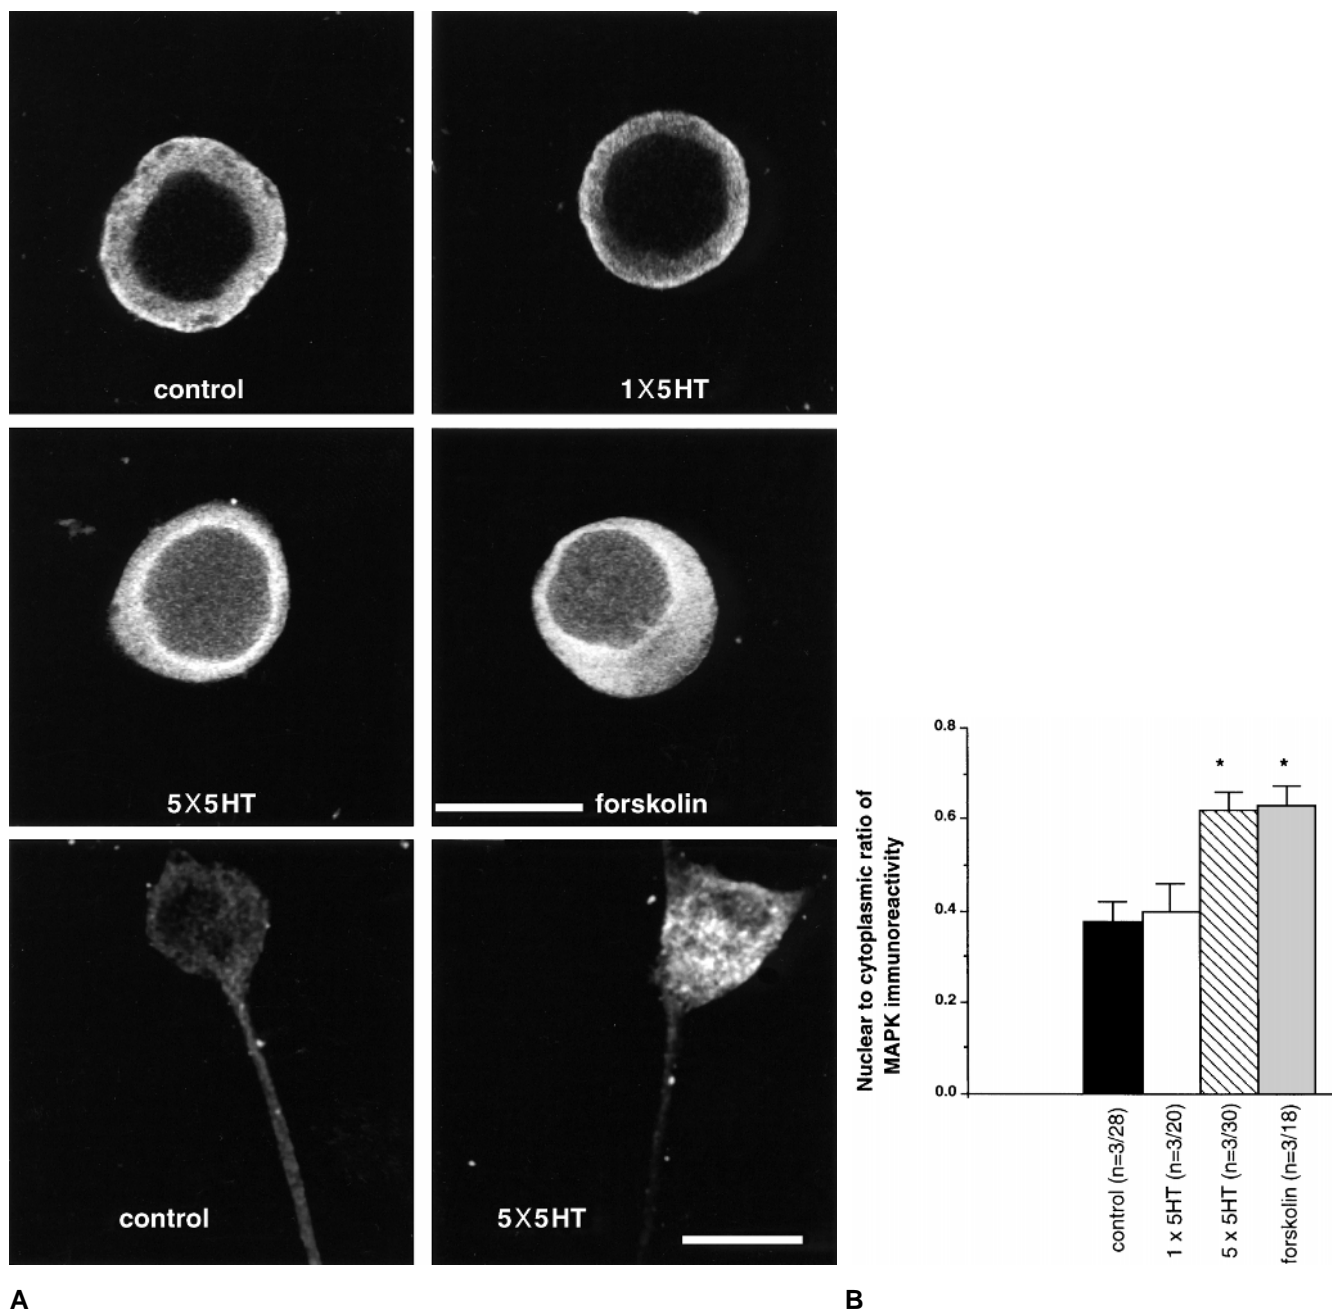 control
1X5HT
5X5HT
forskolin
control
5X5HT
A
0.8
0.6
0.4
0.2
0.0
Nuclear to cytoplasmic ratio of
MAPK immunoreactivity
*
*
control (n=3/28)
1 x 5HT (n=3/20)
5 x 5HT (n=3/30)
forskolin (n=3/18)
B